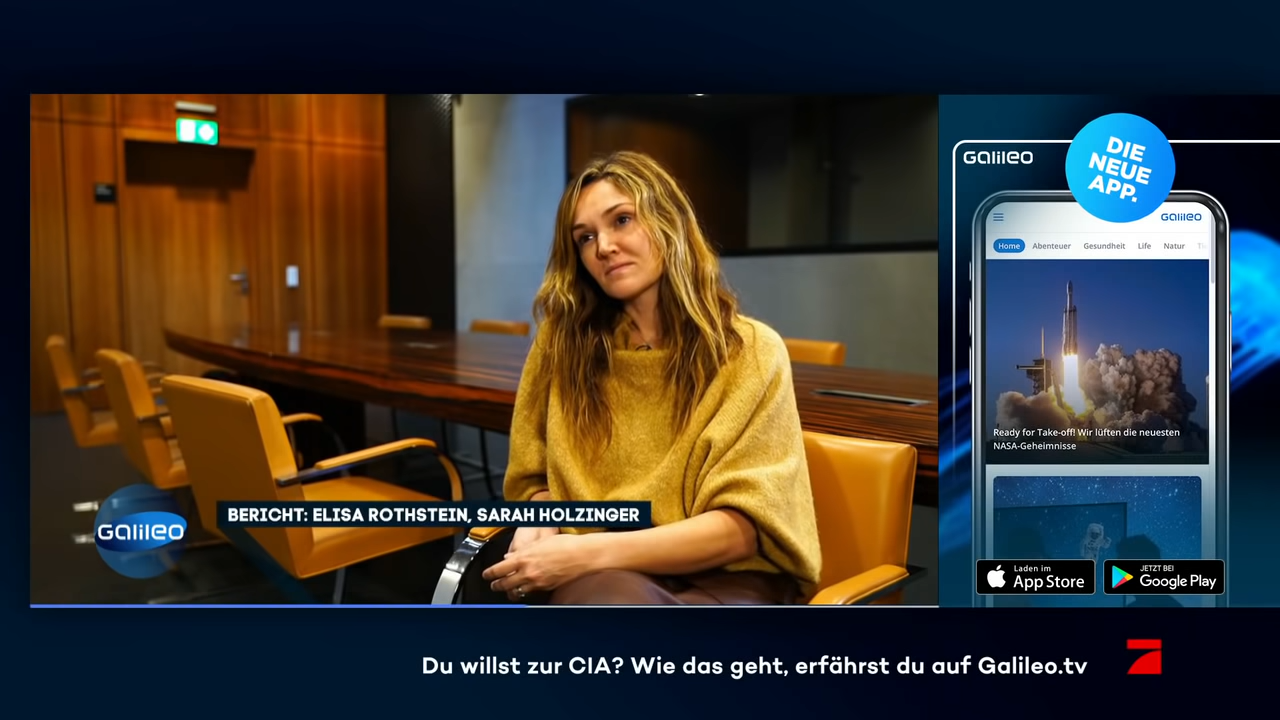 Galileo
BERICHT: ELISA ROTHSTEIN, SARAH HOLZINGER
Galileo
DIE
NEUE
APP.
Galileo
Home Abenteuer Gesundheit Life Natur
Ready for Take-off! Wir lüften die neuesten
NASA-Geheimnisse
Laden im
App Store
JETZT BEI
Google Play
Du willst zur CIA? Wie das geht, erfährst du auf Galileo.tv